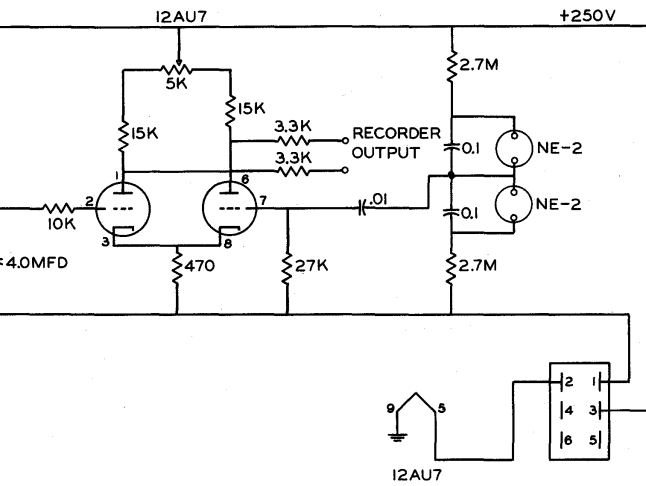 12AU7
+250V
5K
2.7M
15K
3.3K
RECORDER
OUTPUT
15K
0.1
NE-2
3.3K
1
6
2
7
.01
NE-2
0.1
10K
3
8
=4.0MFD
470
27K
2.7M
2
1
9
5
4
3
6
5
12AU7